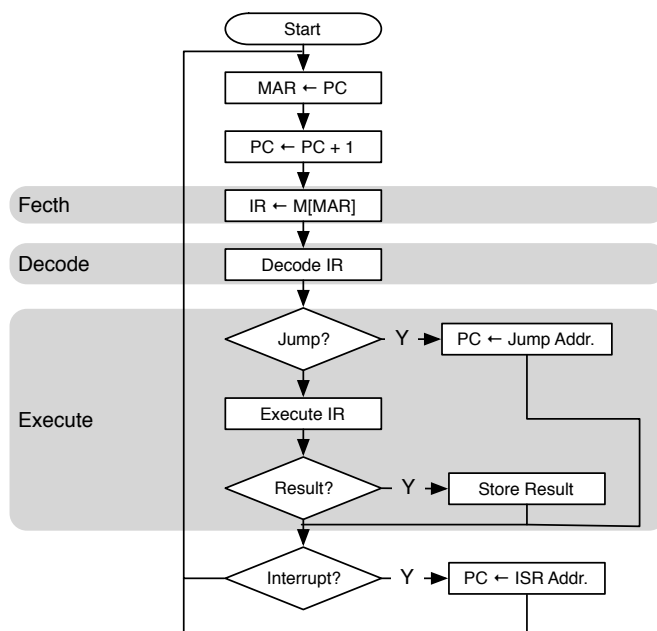 Start
MAR ← PC
PC ← PC + 1
Fecth
IR ← M[MAR]
Decode
Decode IR
Jump?
Y
PC ← Jump Addr.
Execute
Execute IR
Result?
Y
Store Result
Interrupt?
Y
PC ← ISR Addr.